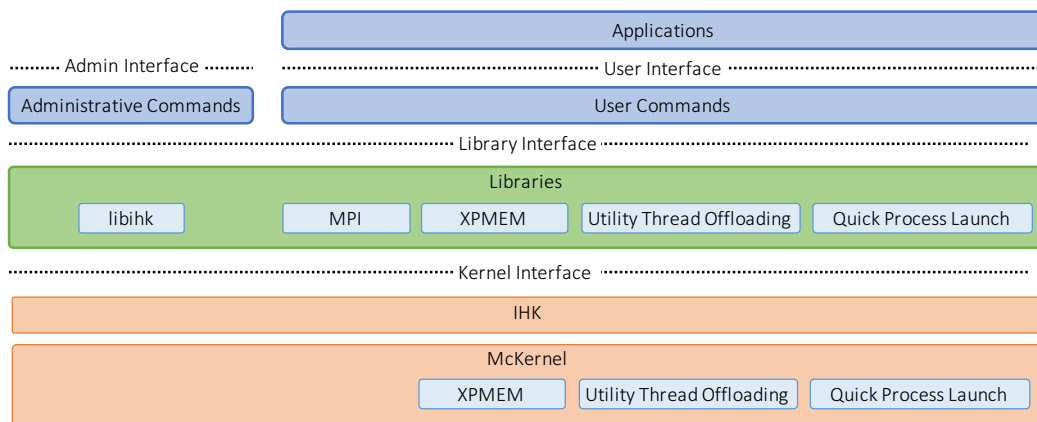 Applications
Admin Interface
User Interface
Administrative Commands
User Commands
Library Interface
Libraries
libihk
MPI
XPMEM
Utility Thread Offloading
Quick Process Launch
Kernel Interface
IHK
McKernel
XPMEM
Utility Thread Offloading
Quick Process Launch